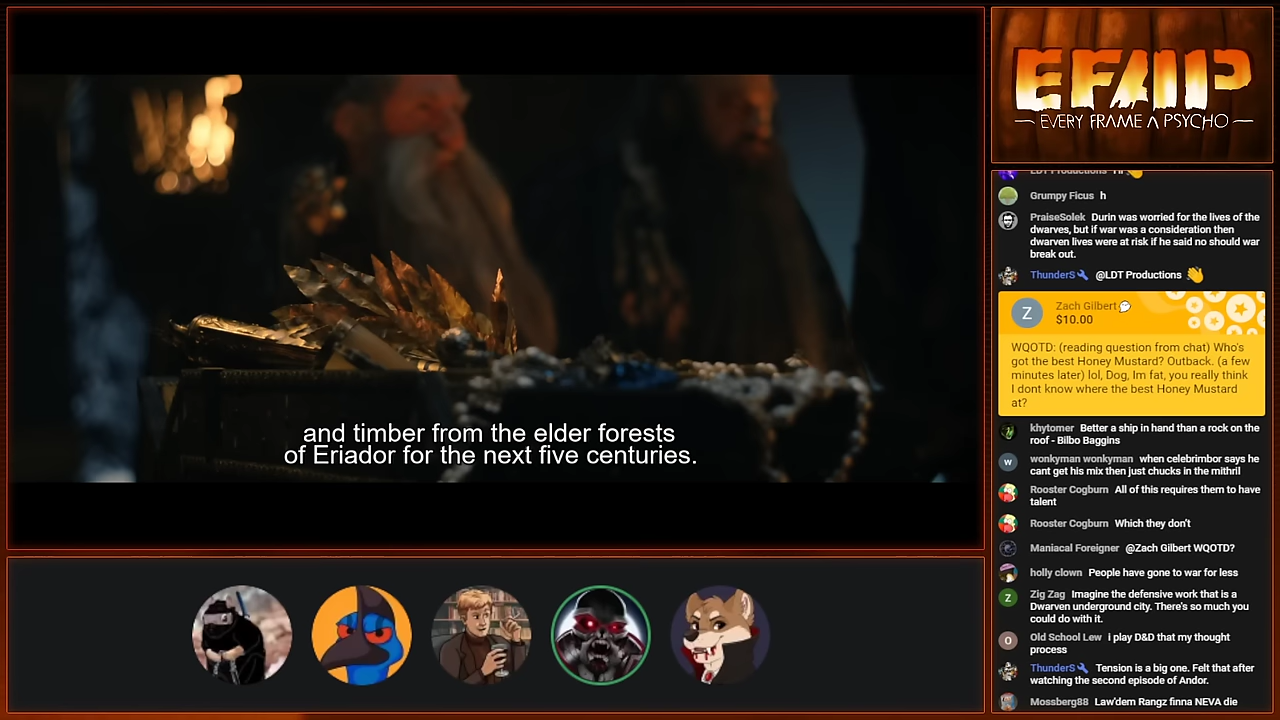 EFAP
EVERY FRAME A PSYCHO
LDT Productions Hi
Grumpy Ficus h
PraiseSolek Durin was worried for the lives of the
dwarves, but if war was a consideration then
dwarven lives were at risk if he said no should war
break out.
ThunderS @LDT Productions
Z
Zach Gilbert
$10.00
WQOTD: (reading question from chat) Who's
got the best Honey Mustard? Outback. (a few
minutes later) lol, Dog, Im fat, you really think
I dont know where the best Honey Mustard
at?
khytomer Better a ship in hand than a rock on the
roof - Bilbo Baggins
w
wonkyman wonkyman when celebrimbor says he
cant get his mix then just chucks in the mithril
Rooster Cogburn All of this requires them to have
talent
Rooster Cogburn Which they don't
Maniacal Foreigner @Zach Gilbert WQOTD?
holly clown People have gone to war for less
Z
Zig Zag Imagine the defensive work that is a
Dwarven underground city. There's so much you
could do with it.
O
Old School Lew i play D&D that my thought
process
ThunderS Tension is a big one. Felt that after
watching the second episode of Andor.
Mossberg88 Law'dem Rangz finna NEVA die
and timber from the elder forests
of Eriador for the next five centuries.